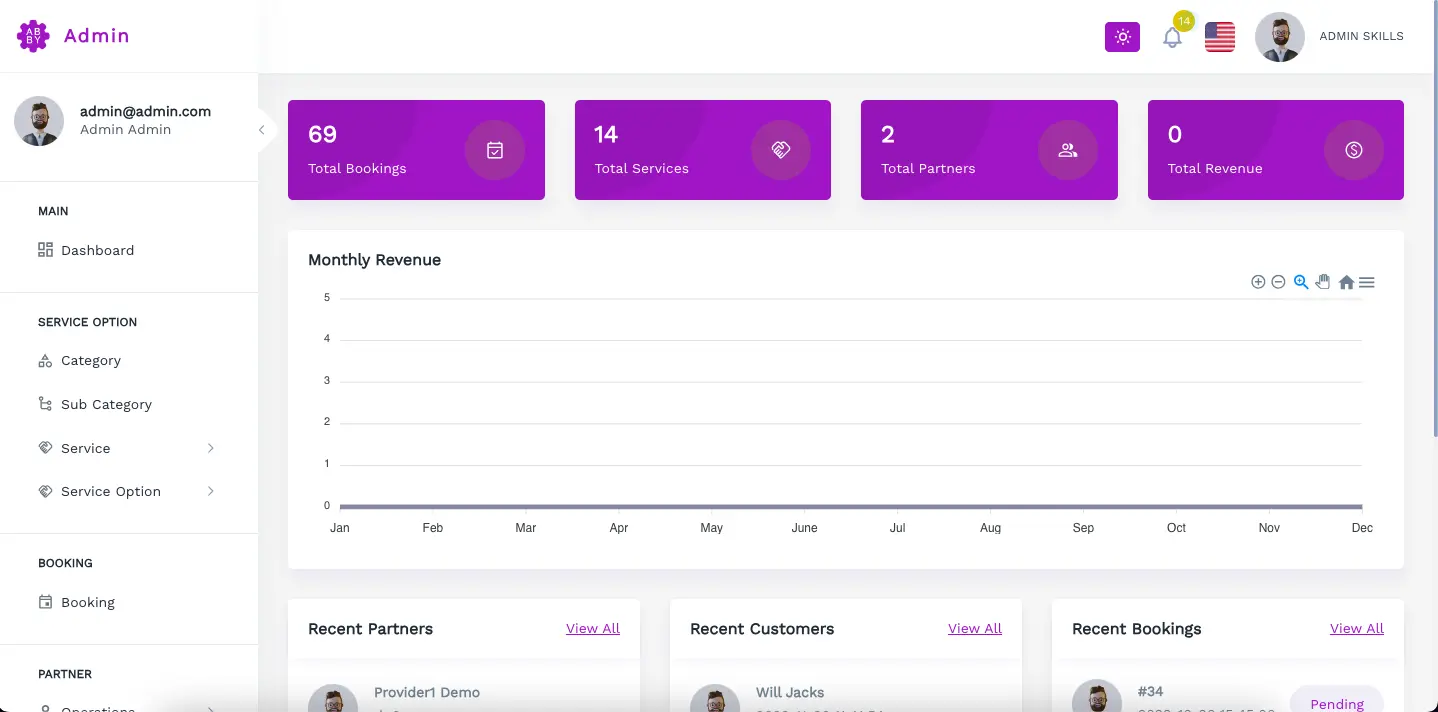 AB
BY
Admin
14
ADMIN SKILLS
admin@admin.com
Admin Admin
MAIN
Dashboard
SERVICE OPTION
Category
Sub Category
Service
Service Option
BOOKING
Booking
PARTNER
Operations
69
Total Bookings
14
Total Services
2
Total Partners
0
Total Revenue
Monthly Revenue
5
4
3
2
1
0
Jan Feb Mar Apr May June Jul Aug Sep Oct Nov Dec
Recent Partners View All
Provider1 Demo
Recent Customers View All
Will Jacks
Recent Bookings View All
#34
Pending